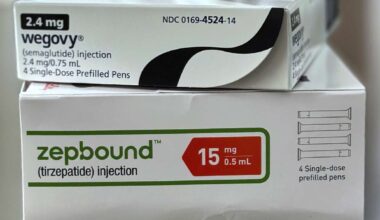 2.4 mg
NDC 0169-4524-14
wegovy®
(semaglutide) injection
2.4 mg/0.75 mL
4 Single-Dose Prefilled Pens
zepbound™
(tirzepatide) injection
15 mg
0.5 mL
4 Single-dose
prefilled pens